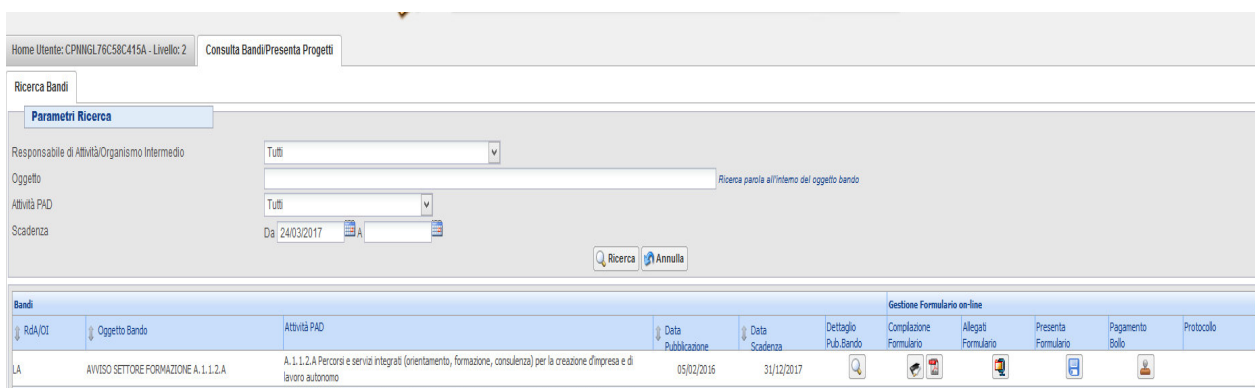 Home Utente: CPNNGL76C58C415A - Livello: 2 Consulta Bandi/Presenta Progetti
Ricerca Bandi
Parametri Ricerca
Responsabile di Attività/Organismo Intermedio Tutti
Oggetto Ricerca parola all'interno del oggetto bando
Attività PAD Tutti
Scadenza Da 24/03/2017 A
Ricerca Annulla
Bandi Gestione Formulario on-line
RdA/OI Oggetto Bando Attività PAD Data Pubblicazione Data Scadenza Dettaglio Pub.Bando Compilazione Formulario Allegati Formulario Presenta Formulario Pagamento Bollo Protocollo
LA AVVISO SETTORE FORMAZIONE A.1.1.2.A A.1.1.2.A Percorsi e servizi integrati (orientamento, formazione, consulenza) per la creazione d'impresa e di lavoro autonomo 05/02/2016 31/12/2017